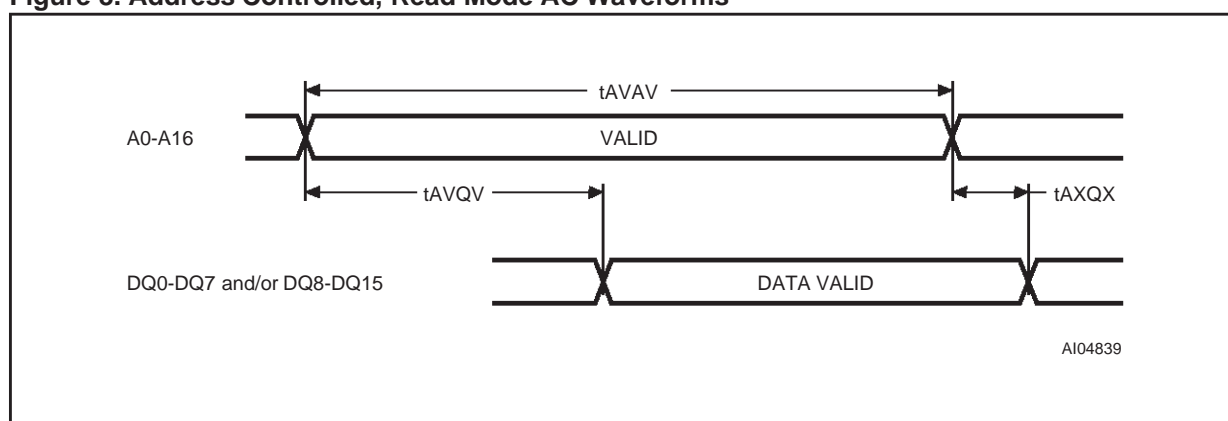 Figure Address Controlled, Read Mode AC Waveforms
tAVAV
A0-A16
VALID
tAVQV
tAXQX
DQ0-DQ7 and/or DQ8-DQ15
DATA VALID
AI04839